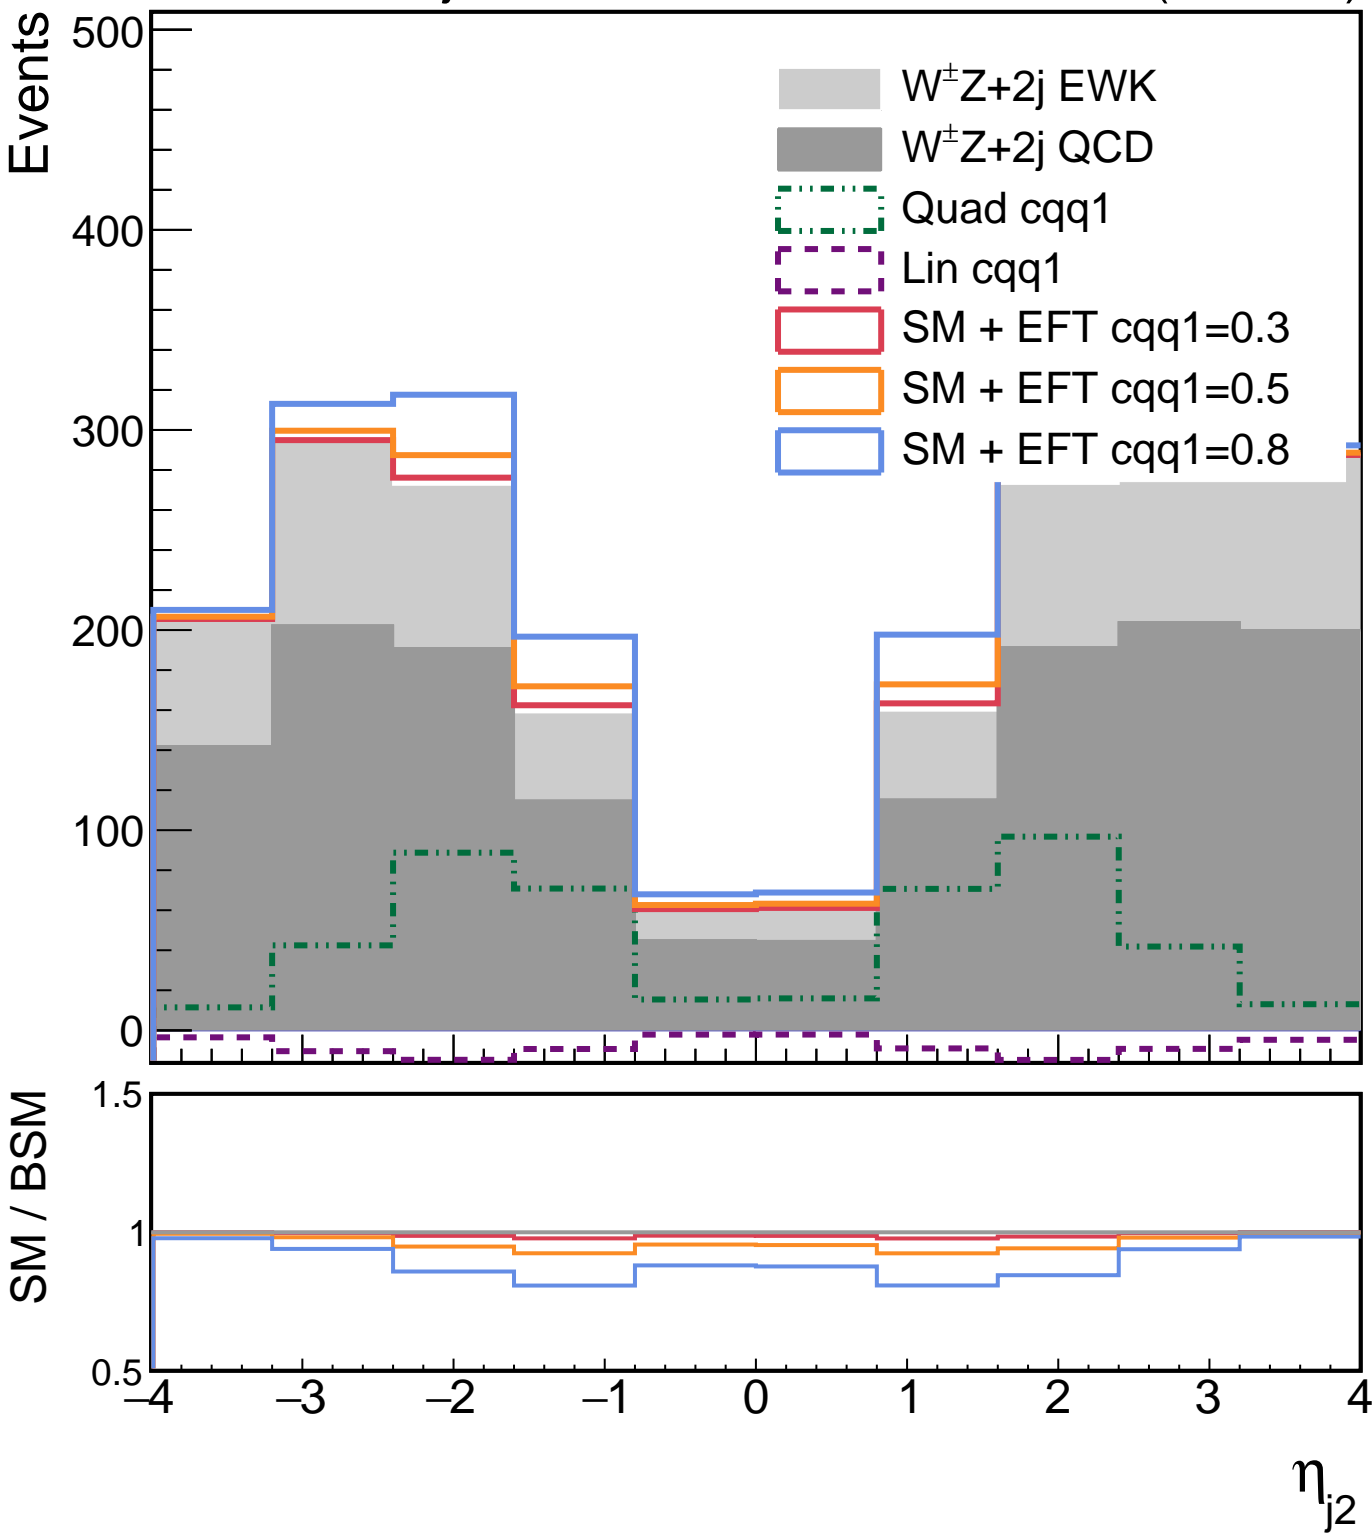 Events
500
400
300
200
100
0
W±Z+2j EWK
W±Z+2j QCD
Quad cqq1
Lin cqq1
SM + EFT cqq1=0.3
SM + EFT cqq1=0.5
SM + EFT cqq1=0.8
SM / BSM
1.5
1
0.5
−4 −3 −2 −1 0 1 2 3 4
ηj2